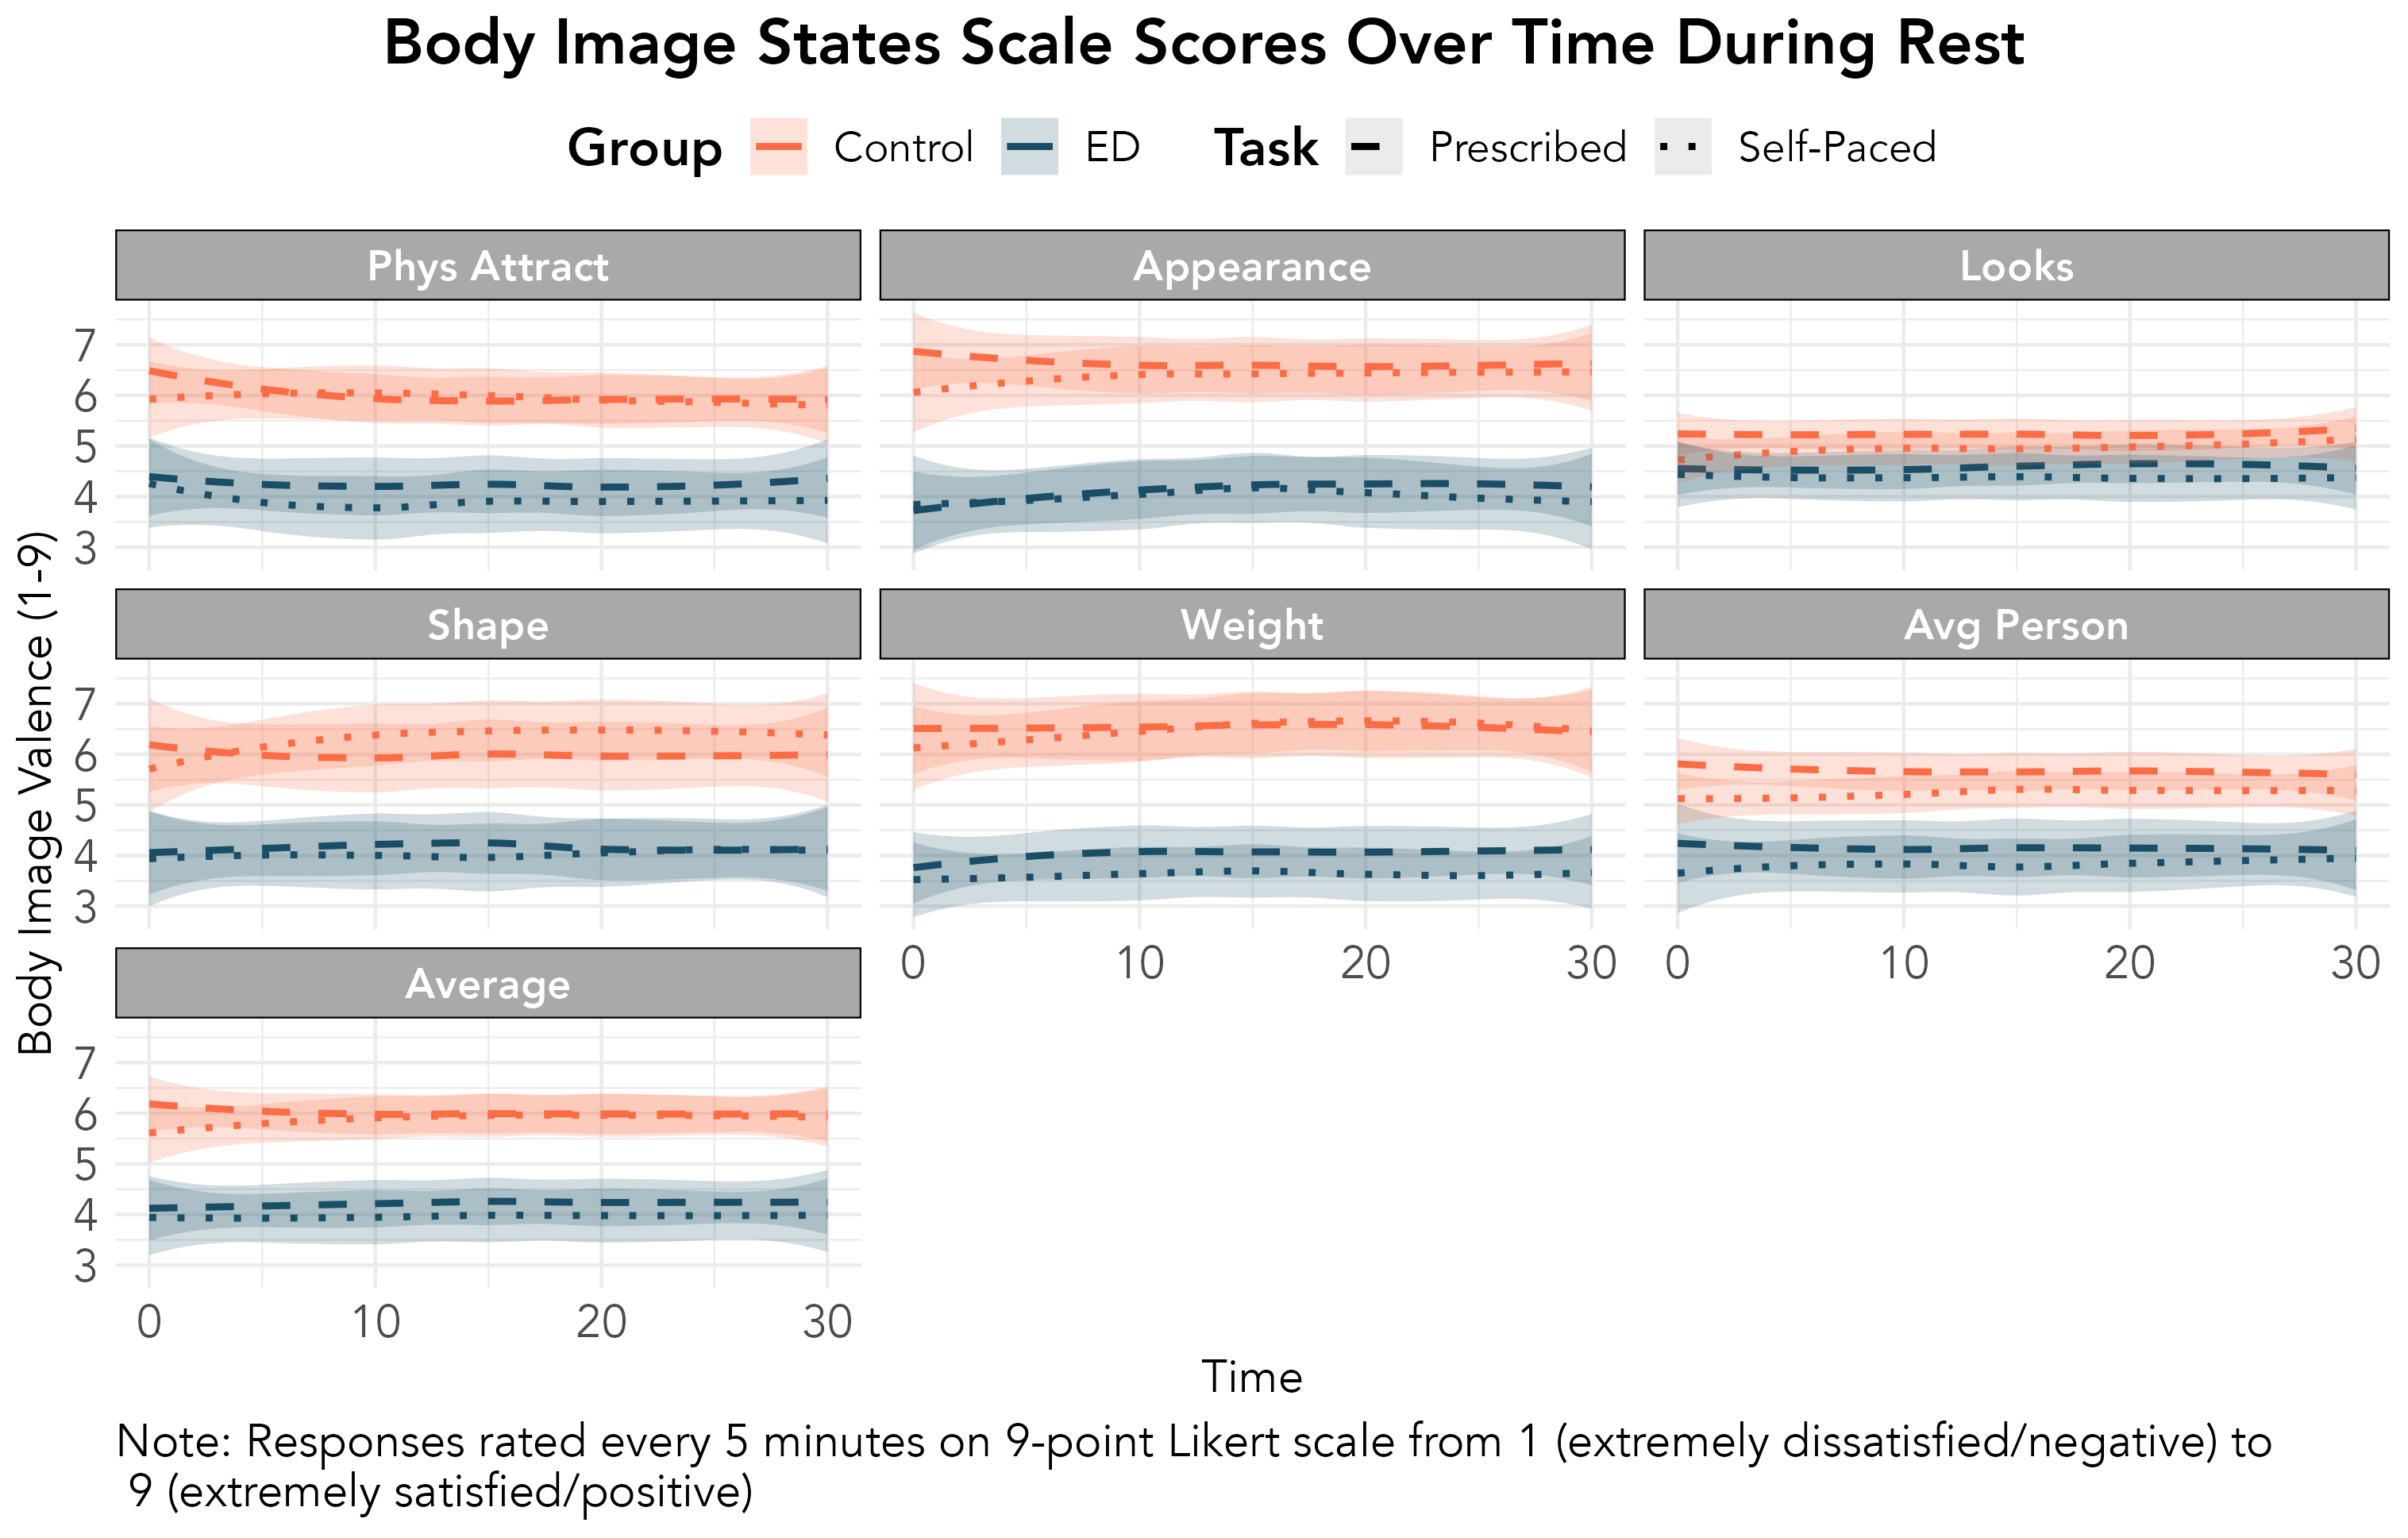 Body Image States Scale Scores Over Time During Rest
Group Control ED Task Prescribed Self-Paced
Phys Attract Appearance Looks
7
6
5
4
3
Shape Weight Avg Person
7
6
5
4
3
0 10 20 30 0 10 20 30
Average
7
6
5
4
3
0 10 20 30
Body Image Valence (1-9)
Time
Note: Responses rated every 5 minutes on 9-point Likert scale from 1 (extremely dissatisfied/negative) to
9 (extremely satisfied/positive)